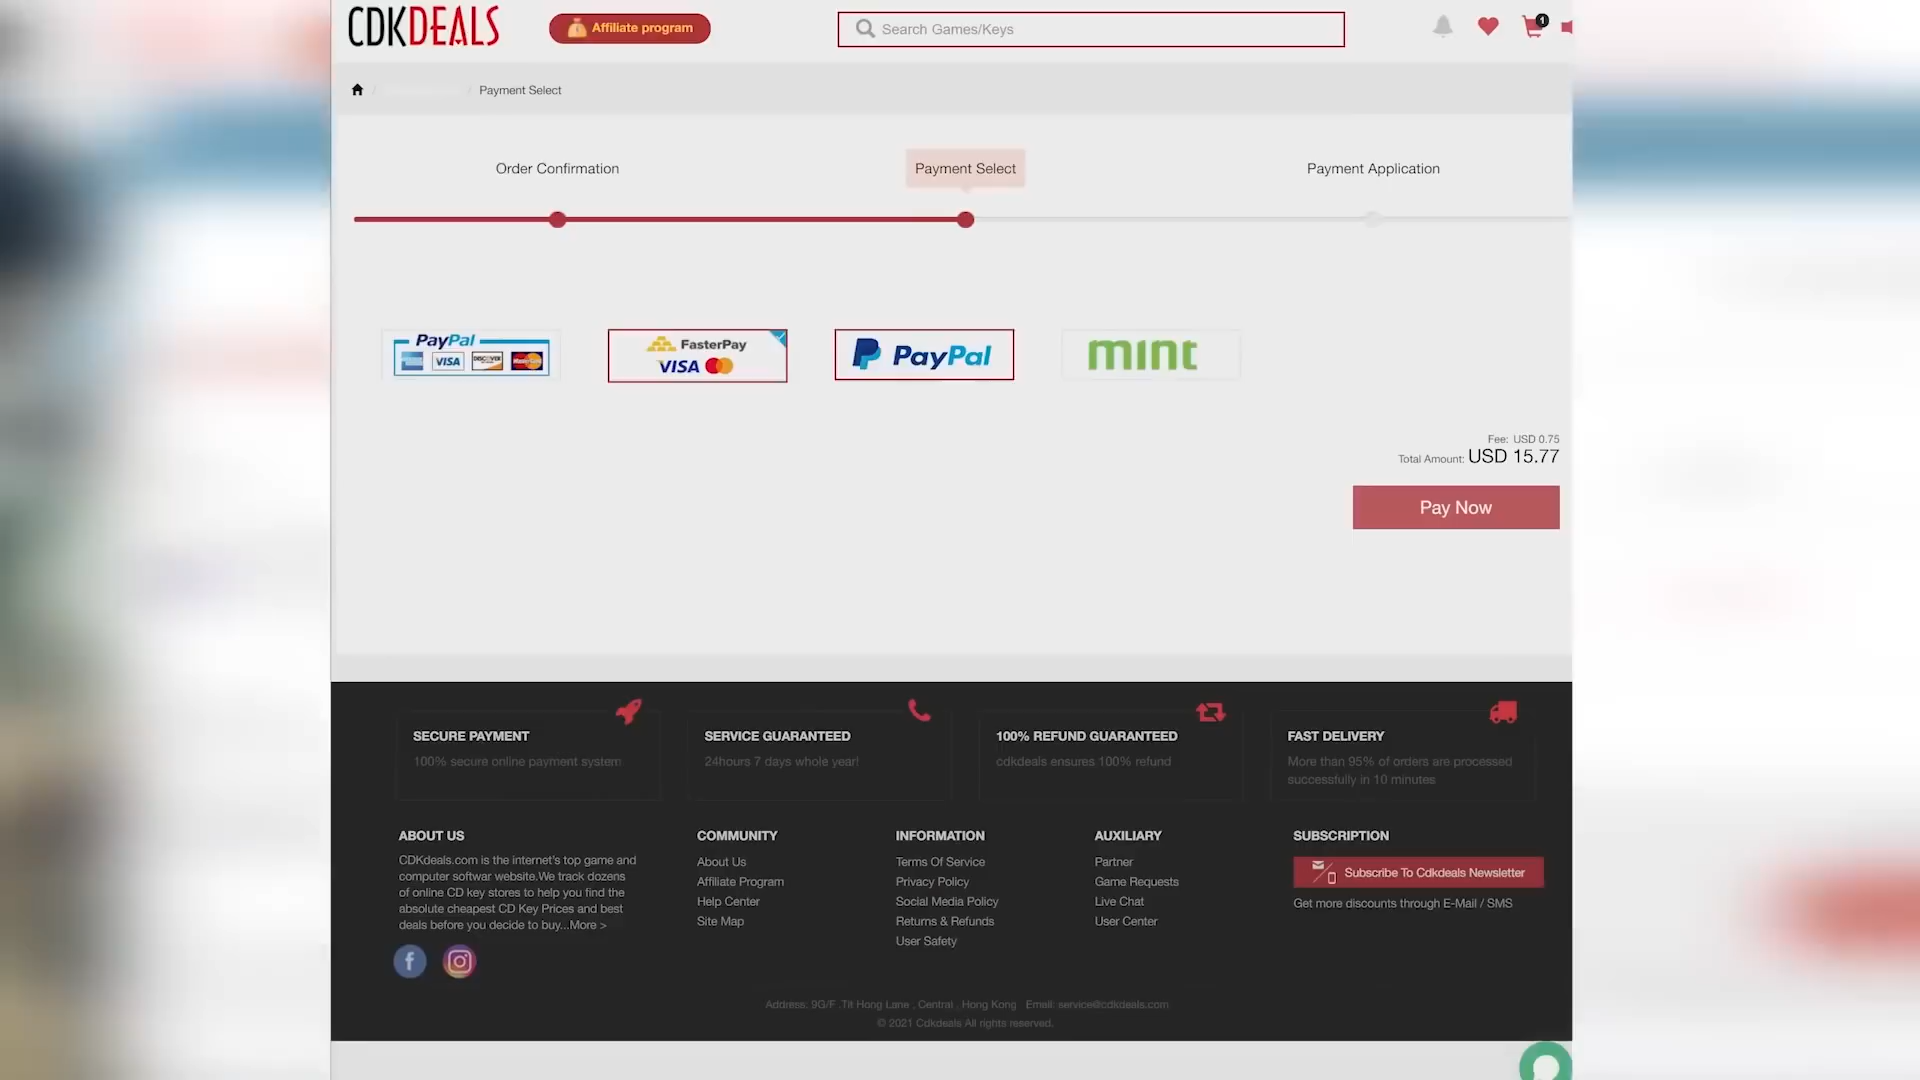 CDKDEALS
Affiliate program
Search Games/Keys
1
Payment Select
Order Confirmation
Payment Select
Payment Application
PayPal
VISA
DISCOVER
MasterCard
FasterPay
VISA
PayPal
mint
Fee: USD 0.75
Total Amount: USD 15.77
Pay Now
SECURE PAYMENT
100% secure online payment system
SERVICE GUARANTEED
24hours 7 days whole year!
100% REFUND GUARANTEED
cdkdeals ensures 100% refund
FAST DELIVERY
More than 95% of orders are processed
successfully in 10 minutes
ABOUT US
CDKdeals.com is the internet's top game and
computer softwar website.We track dozens
of online CD key stores to help you find the
absolute cheapest CD Key Prices and best
deals before you decide to buy...More >
COMMUNITY
About Us
Affiliate Program
Help Center
Site Map
INFORMATION
Terms Of Service
Privacy Policy
Social Media Policy
Returns & Refunds
User Safety
AUXILIARY
Partner
Game Requests
Live Chat
User Center
SUBSCRIPTION
Subscribe To Cdkdeals Newsletter
Get more discounts through E-Mail / SMS
Address: 9G/F .Tit Hong Lane , Central , Hong Kong Email: service@cdkdeals.com
© 2021 Cdkdeals All rights reserved.